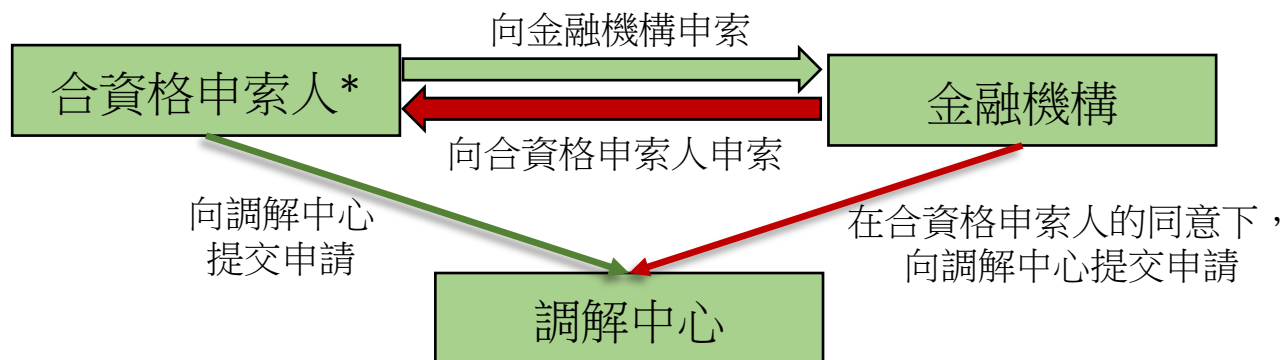 向金融機構申索
合資格申索人*
金融機構
向合資格申索人申索
向調解中心
提交申請
在合資格申索人的同意下，
向調解中心提交申請
調解中心